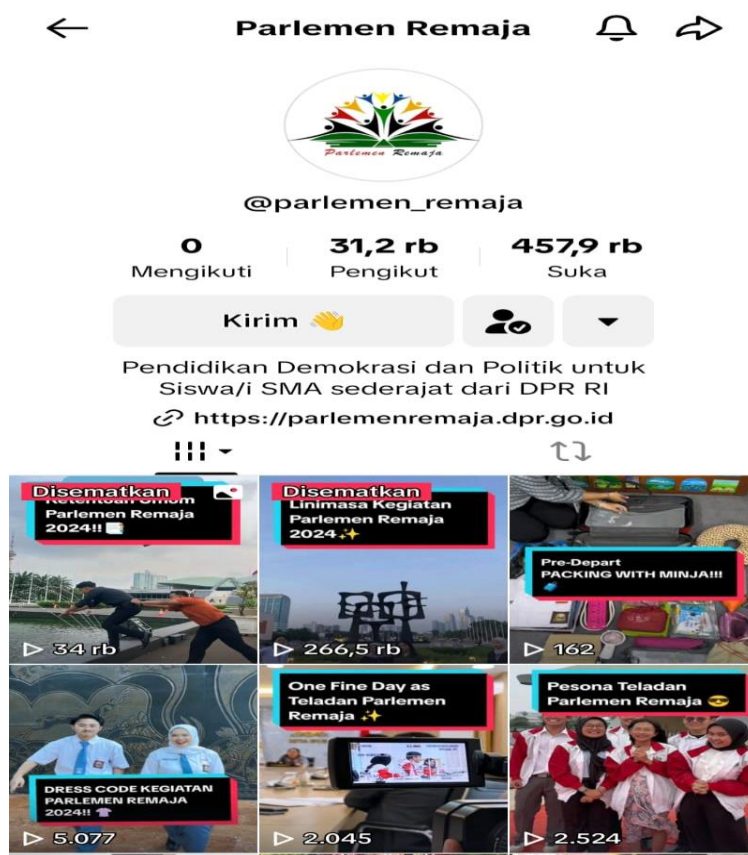 Parlemen Remaja
Parlemen Remaja
@parlemen_remaja
0
Mengikuti
31,2 rb
Pengikut
457,9 rb
Suka
Kirim 👋
Pendidikan Demokrasi dan Politik untuk
Siswa/i SMA sederajat dari DPR RI
https://parlemenremaja.dpr.go.id
Disematkan
Ketentuan Umum
Parlemen Remaja
2024!! 📑
34 rb
Disematkan
Linimasa Kegiatan
Parlemen Remaja
2024 ✨
266,5 rb
Pre-Depart
PACKING WITH MINJA!!!
🧳
162
DRESS CODE KEGIATAN
PARLEMEN REMAJA
2024!! 👚
5.077
One Fine Day as
Teladan Parlemen
Remaja ✨
2.045
Pesona Teladan
Parlemen Remaja 😎
2.524